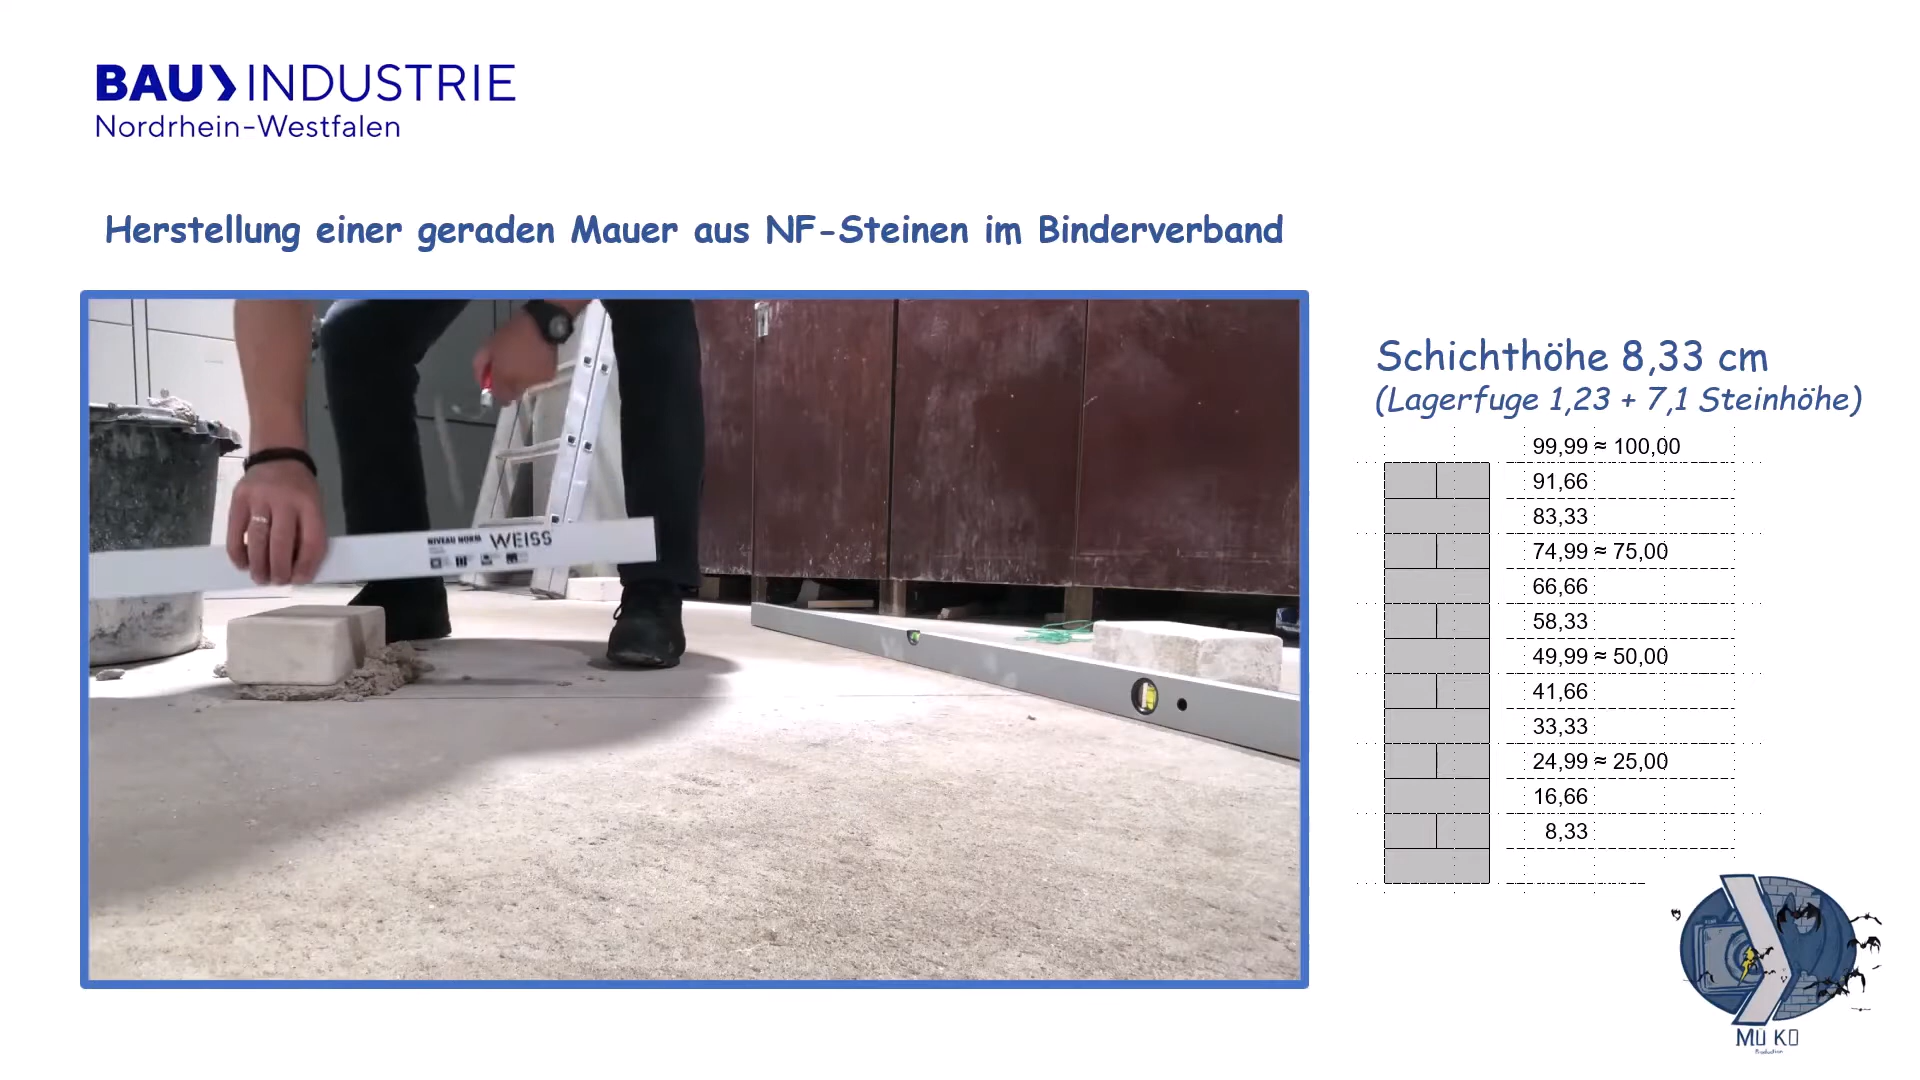 BAU INDUSTRIE
Nordrhein-Westfalen
Herstellung einer geraden Mauer aus NF-Steinen im Binderverband
NIVEAU NORM WEISS
Schichthöhe 8,33 cm
(Lagerfuge 1,23 + 7,1 Steinhöhe)
99,99 ≈ 100,00
91,66
83,33
74,99 ≈ 75,00
66,66
58,33
49,99 ≈ 50,00
41,66
33,33
24,99 ≈ 25,00
16,66
8,33
MÜ KO
Production